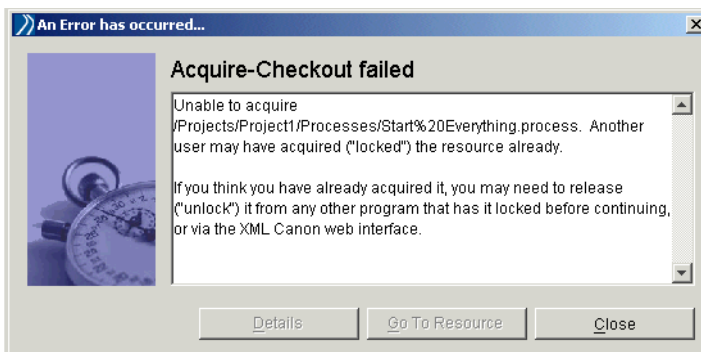 An Error has occurred...
Acquire-Checkout failed
Unable to acquire
/Projects/Project1/Processes/Start%20Everything.process.  Another
user may have acquired ("locked") the resource already.
If you think you have already acquired it, you may need to release
("unlock") it from any other program that has it locked before continuing,
or via the XML Canon web interface.
Details
Go To Resource
Close